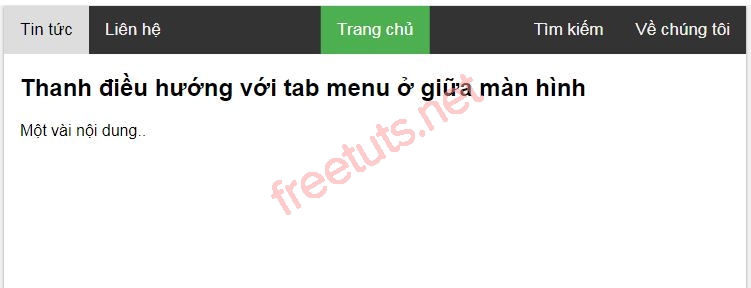 Tin tức Liên hệ Trang chủ Tìm kiếm Về chúng tôi
Thanh điều hướng với tab menu ở giữa màn hình
Một vài nội dung..
freetuts.net